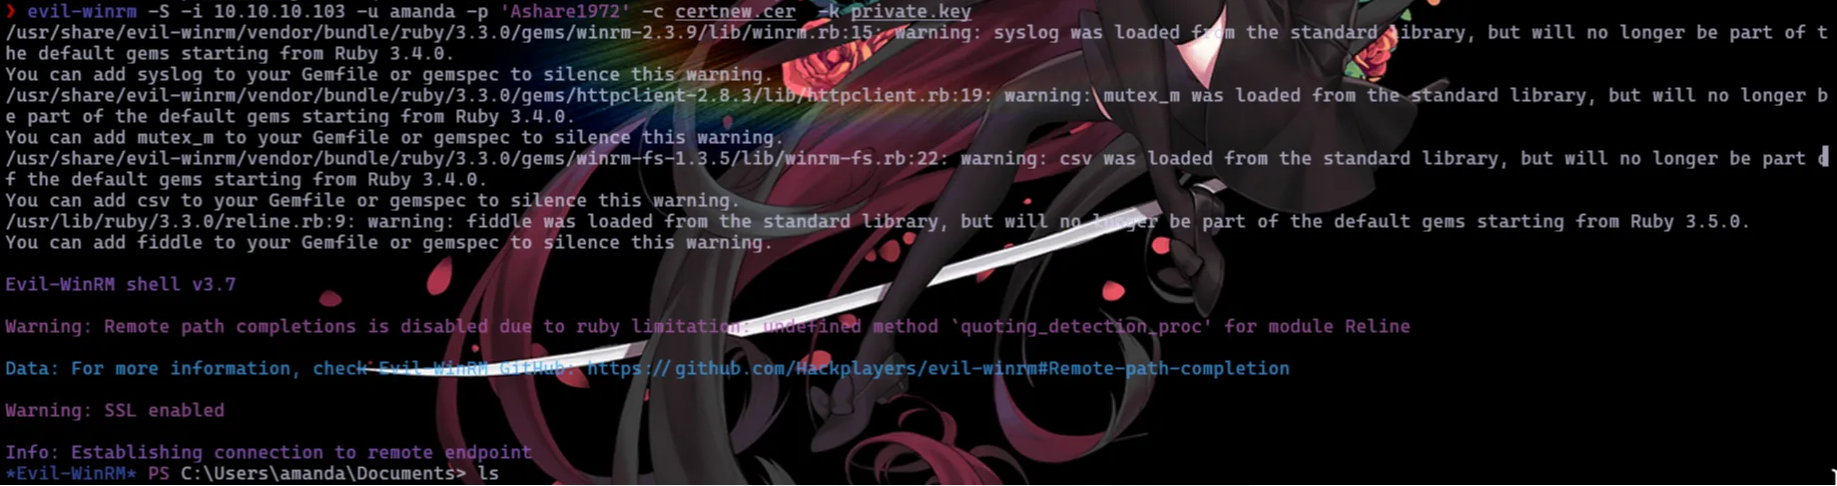 ❯ evil-winrm -S -i 10.10.10.103 -u amanda -p 'Ashare1972' -c certnew.cer -k private.key
/usr/share/evil-winrm/vendor/bundle/ruby/3.3.0/gems/winrm-2.3.9/lib/winrm.rb:15: warning: syslog was loaded from the standard library, but will no longer be part of t
he default gems starting from Ruby 3.4.0.
You can add syslog to your Gemfile or gemspec to silence this warning.
/usr/share/evil-winrm/vendor/bundle/ruby/3.3.0/gems/httpclient-2.8.3/lib/httpclient.rb:19: warning: mutex_m was loaded from the standard library, but will no longer b
e part of the default gems starting from Ruby 3.4.0.
You can add mutex_m to your Gemfile or gemspec to silence this warning.
/usr/share/evil-winrm/vendor/bundle/ruby/3.3.0/gems/winrm-fs-1.3.5/lib/winrm-fs.rb:22: warning: csv was loaded from the standard library, but will no longer be part o
f the default gems starting from Ruby 3.4.0.
You can add csv to your Gemfile or gemspec to silence this warning.
/usr/lib/ruby/3.3.0/reline.rb:9: warning: fiddle was loaded from the standard library, but will no longer be part of the default gems starting from Ruby 3.5.0.
You can add fiddle to your Gemfile or gemspec to silence this warning.
Evil-WinRM shell v3.7
Warning: Remote path completions is disabled due to ruby limitation: undefined method `quoting_detection_proc' for module Reline
Data: For more information, check Evil-WinRM GitHub: https://github.com/Hackplayers/evil-winrm#Remote-path-completion
Warning: SSL enabled
Info: Establishing connection to remote endpoint
*Evil-WinRM* PS C:\Users\amanda\Documents> ls